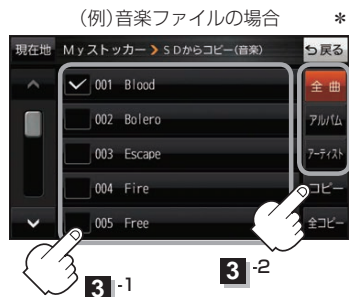 (例)音楽ファイルの場合 *
現在地 Myストッカー > SDからコピー(音楽) 戻る
001 Blood 全 曲
002 Bolero アルバム
003 Escape アーティスト
004 Fire コピー
005 Free 全コピー
3 -1
3 -2